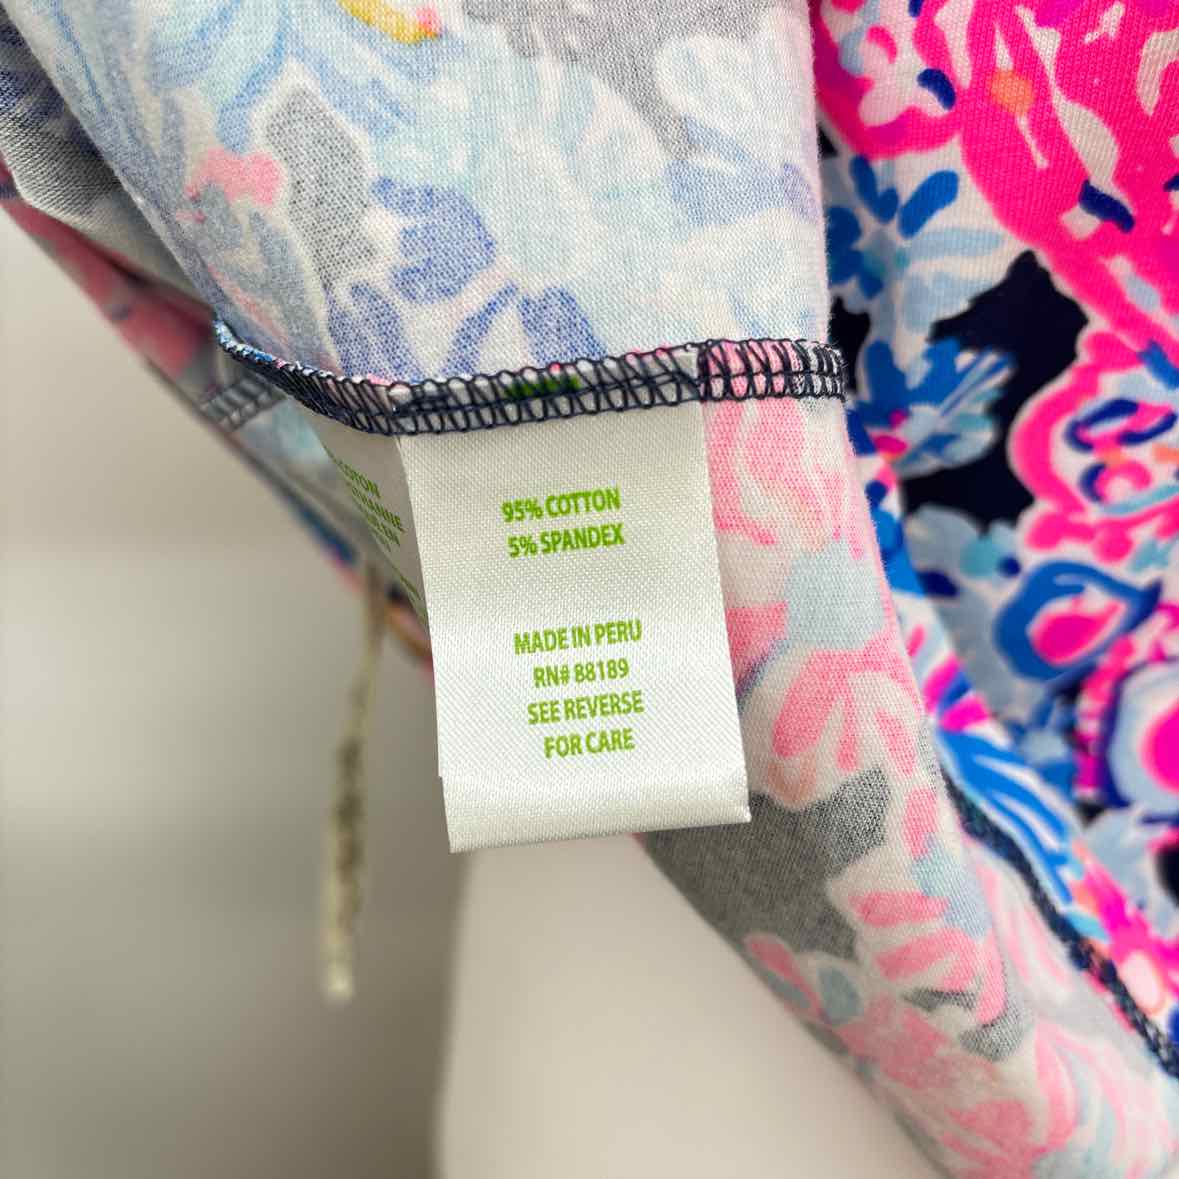 95% COTTON
5% SPANDEX
MADE IN PERU
RN# 88189
SEE REVERSE
FOR CARE